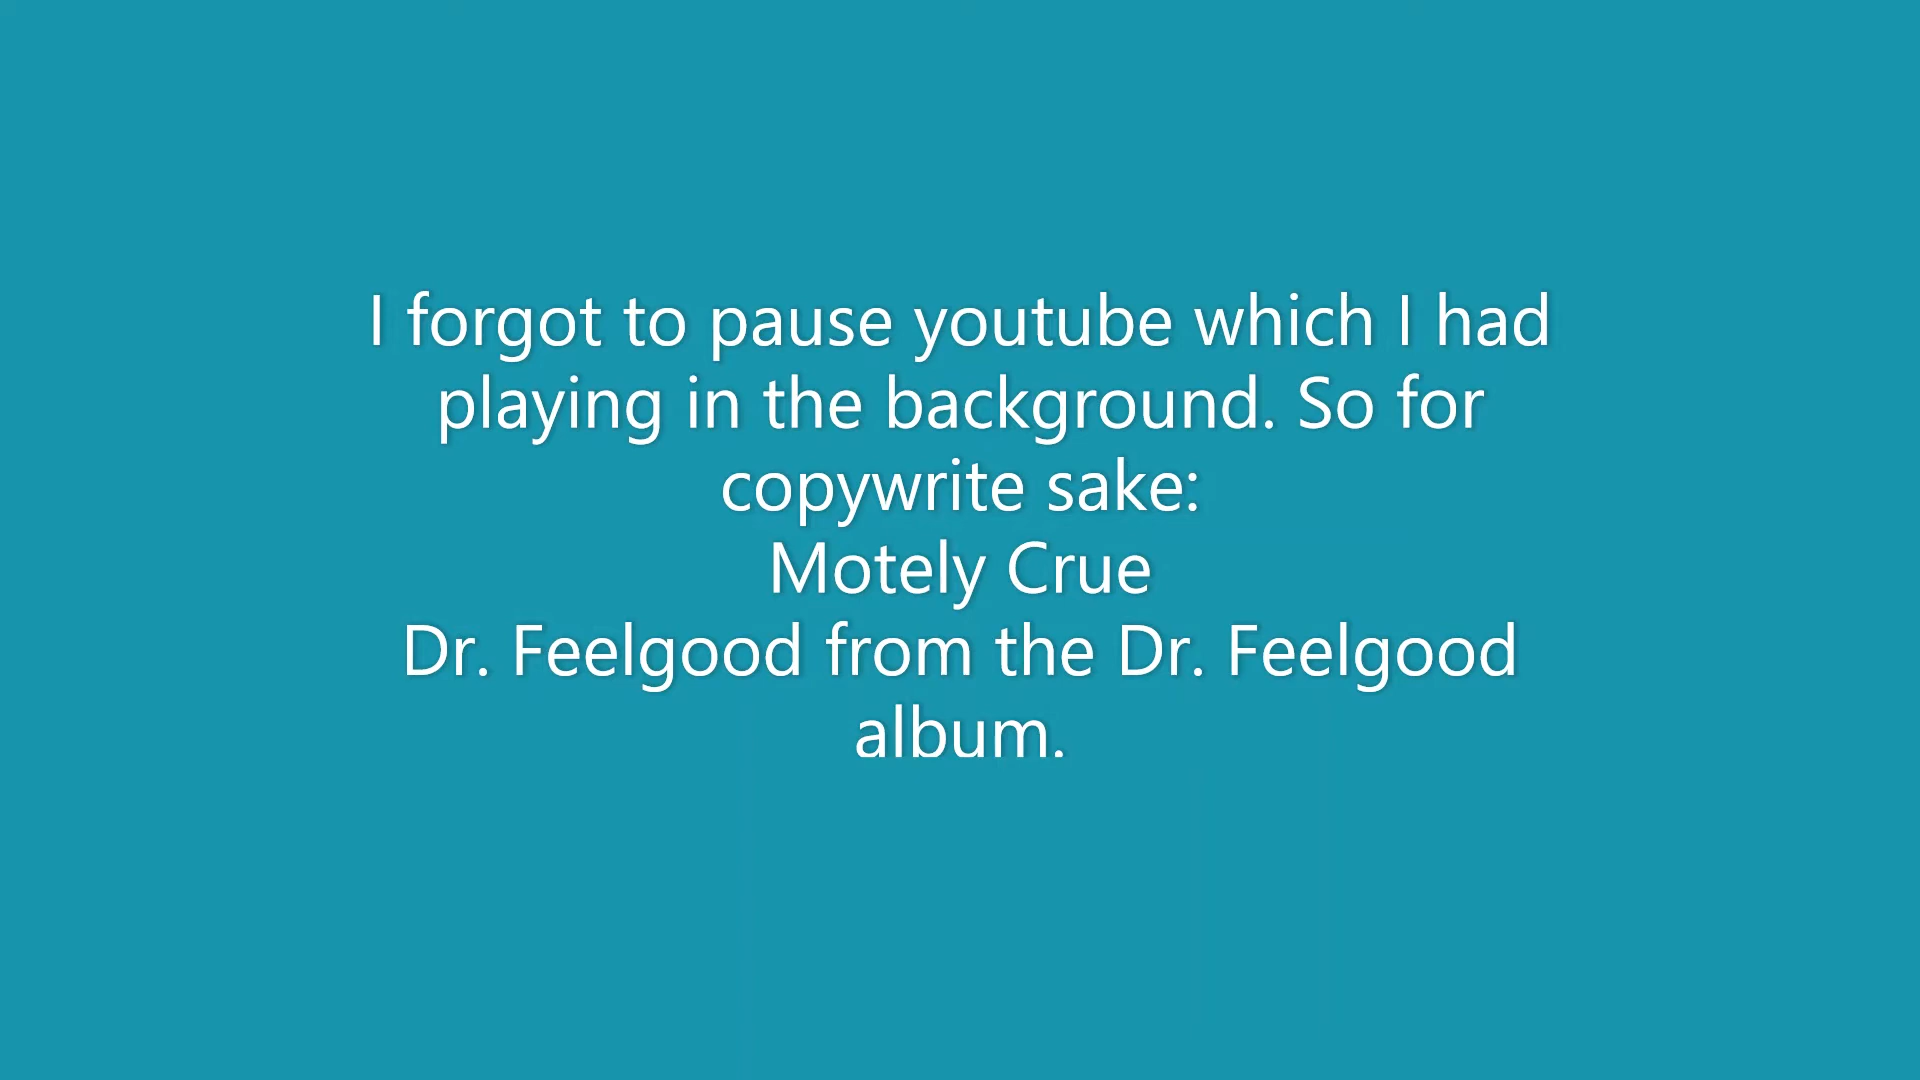 I forgot to pause youtube which I had
playing in the background. So for
copywrite sake:
Motely Crue
Dr. Feelgood from the Dr. Feelgood
album.